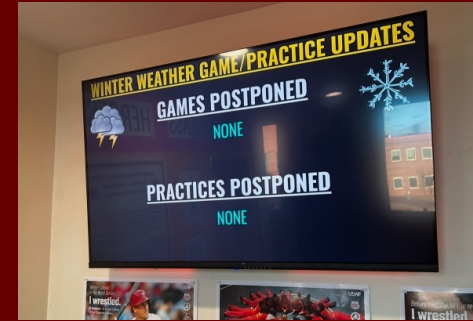 WINTER WEATHER GAME/PRACTICE UPDATES
GAMES POSTPONED
NONE
PRACTICES POSTPONED
NONE
I wrestled.
I wrestled